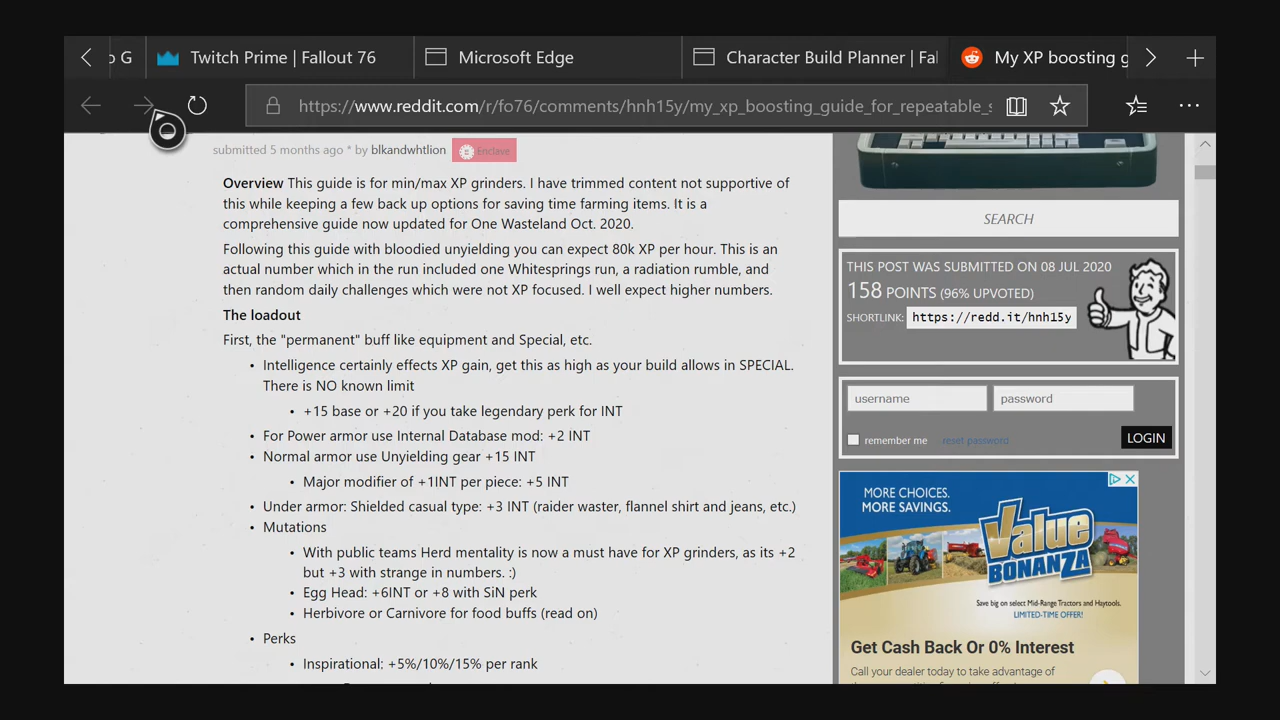 o G
Twitch Prime | Fallout 76
Microsoft Edge
Character Build Planner | Fal
My XP boosting g
https://www.reddit.com/r/fo76/comments/hnh15y/my_xp_boosting_guide_for_repeatable_s
submitted 5 months ago * by blkandwhtlion Enclave
Overview This guide is for min/max XP grinders. I have trimmed content not supportive of
this while keeping a few back up options for saving time farming items. It is a
comprehensive guide now updated for One Wasteland Oct. 2020.
Following this guide with bloodied unyielding you can expect 80k XP per hour. This is an
actual number which in the run included one Whitesprings run, a radiation rumble, and
then random daily challenges which were not XP focused. I well expect higher numbers.
The loadout
First, the "permanent" buff like equipment and Special, etc.
• Intelligence certainly effects XP gain, get this as high as your build allows in SPECIAL.
There is NO known limit
• +15 base or +20 if you take legendary perk for INT
• For Power armor use Internal Database mod: +2 INT
• Normal armor use Unyielding gear +15 INT
• Major modifier of +1INT per piece: +5 INT
• Under armor: Shielded casual type: +3 INT (raider waster, flannel shirt and jeans, etc.)
• Mutations
• With public teams Herd mentality is now a must have for XP grinders, as its +2
but +3 with strange in numbers. :)
• Egg Head: +6INT or +8 with SiN perk
• Herbivore or Carnivore for food buffs (read on)
• Perks
• Inspirational: +5%/10%/15% per rank
SEARCH
THIS POST WAS SUBMITTED ON 08 JUL 2020
158 POINTS (96% UPVOTED)
SHORTLINK: https://redd.it/hnh15y
username
password
remember me
reset password
LOGIN
MORE CHOICES.
MORE SAVINGS.
Value
BONANZA
Save big on select Mid-Range Tractors and Haytools.
LIMITED-TIME OFFER!
Get Cash Back Or 0% Interest
Call your dealer today to take advantage of